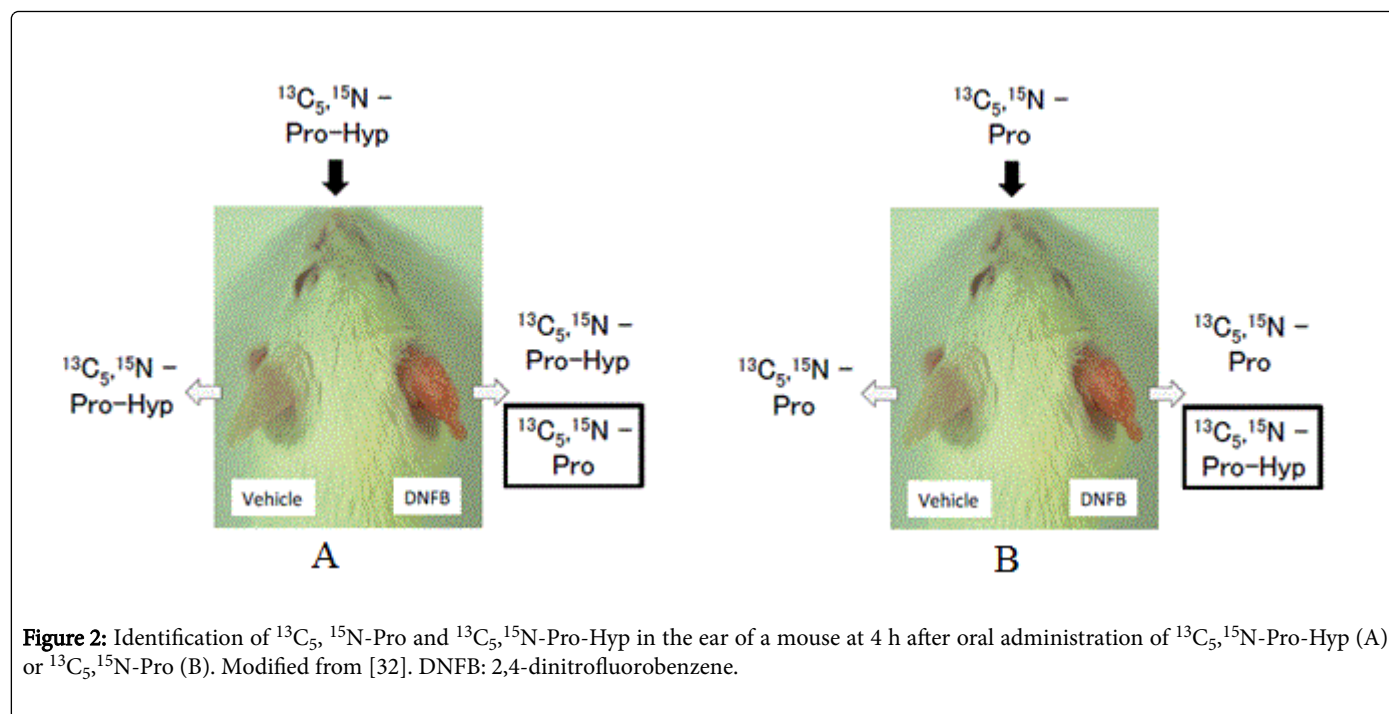 ¹³C₅,¹⁵N –
Pro-Hyp
¹³C₅,¹⁵N –
Pro-Hyp
¹³C₅,¹⁵N –
Pro-Hyp
¹³C₅,¹⁵N –
Pro
Vehicle
DNFB
A
¹³C₅,¹⁵N –
Pro
¹³C₅,¹⁵N –
Pro
¹³C₅,¹⁵N –
Pro
¹³C₅,¹⁵N –
Pro-Hyp
Vehicle
DNFB
B
Figure 2: Identification of ¹³C₅, ¹⁵N-Pro and ¹³C₅,¹⁵N-Pro-Hyp in the ear of a mouse at 4 h after oral administration of ¹³C₅,¹⁵N-Pro-Hyp (A)
or ¹³C₅,¹⁵N-Pro (B). Modified from [32]. DNFB: 2,4-dinitrofluorobenzene.